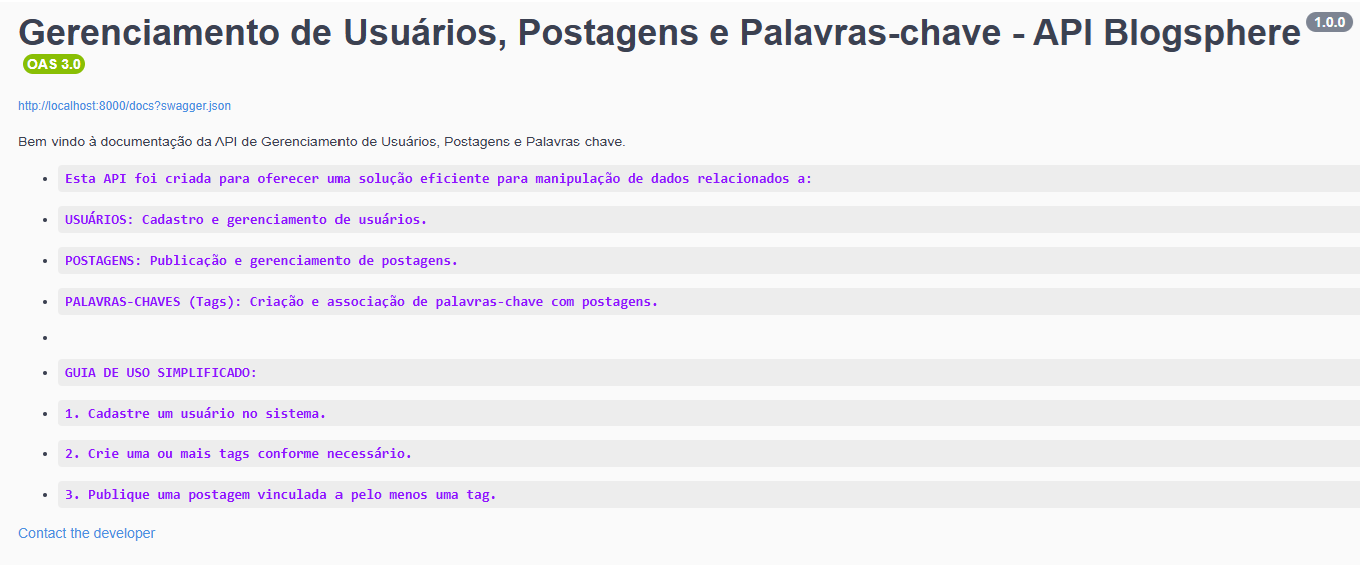 Gerenciamento de Usuários, Postagens e Palavras-chave - API Blogsphere 1.0.0
OAS 3.0
http://localhost:8000/docs?swagger.json
Bem vindo à documentação da API de Gerenciamento de Usuários, Postagens e Palavras chave.
Esta API foi criada para oferecer uma solução eficiente para manipulação de dados relacionados a:
USUÁRIOS: Cadastro e gerenciamento de usuários.
POSTAGENS: Publicação e gerenciamento de postagens.
PALAVRAS-CHAVES (Tags): Criação e associação de palavras-chave com postagens.
GUIA DE USO SIMPLIFICADO:
1. Cadastre um usuário no sistema.
2. Crie uma ou mais tags conforme necessário.
3. Publique uma postagem vinculada a pelo menos uma tag.
Contact the developer